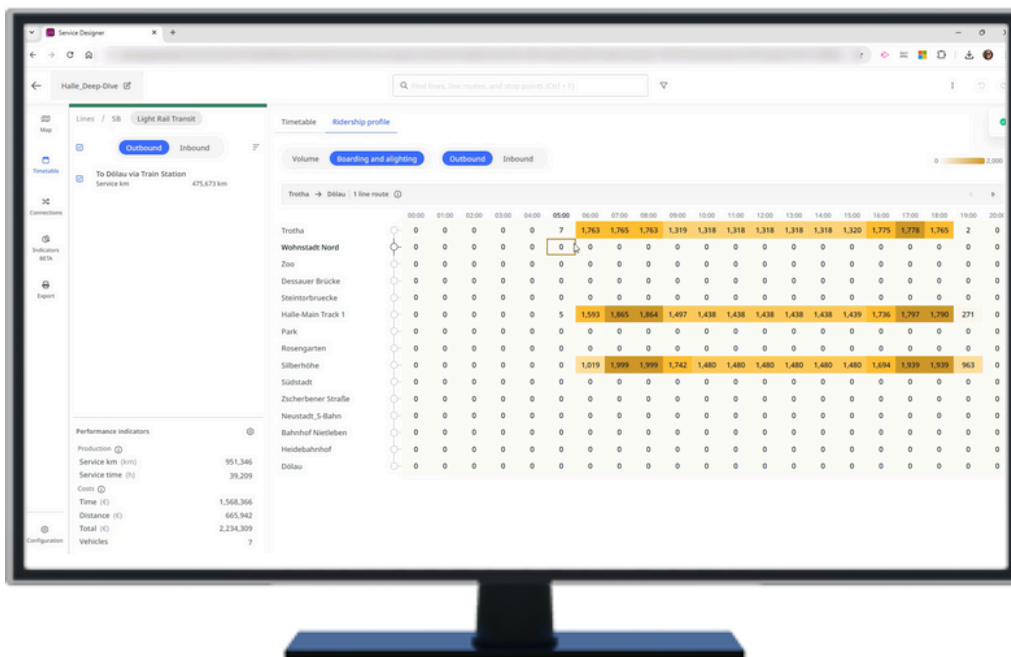 Service Designer
Halle_Deep-Dive
Find lines, line routes, and stop points (Ctrl + F)
Map
Timetable
Connections
Indicators
BETA
Export
Configuration
Lines / S8 Light Rail Transit
Outbound Inbound
To Dölau via Train Station
Service km 475,673 km
Performance indicators
Production
Service km (km) 951,346
Service time (h) 39,209
Costs
Time (€) 1,568,366
Distance (€) 665,942
Total (€) 2,234,309
Vehicles 7
Timetable Ridership profile
Volume Boarding and alighting Outbound Inbound
0 2,000
Trotha → Dölau 1 line route
00:00 01:00 02:00 03:00 04:00 05:00 06:00 07:00 08:00 09:00 10:00 11:00 12:00 13:00 14:00 15:00 16:00 17:00 18:00 19:00 20:00
Trotha 0 0 0 0 0 7 1,763 1,765 1,763 1,319 1,318 1,318 1,318 1,318 1,318 1,320 1,775 1,778 1,765 2 0
Wohnstadt Nord 0 0 0 0 0 0 0 0 0 0 0 0 0 0 0 0 0 0 0 0 0
Zoo 0 0 0 0 0 0 0 0 0 0 0 0 0 0 0 0 0 0 0 0 0
Dessauer Brücke 0 0 0 0 0 0 0 0 0 0 0 0 0 0 0 0 0 0 0 0 0
Steintorbruecke 0 0 0 0 0 0 0 0 0 0 0 0 0 0 0 0 0 0 0 0 0
Halle-Main Track 1 0 0 0 0 0 5 1,593 1,865 1,864 1,497 1,438 1,438 1,438 1,438 1,438 1,439 1,736 1,797 1,790 271 0
Park 0 0 0 0 0 0 0 0 0 0 0 0 0 0 0 0 0 0 0 0 0
Rosengarten 0 0 0 0 0 0 0 0 0 0 0 0 0 0 0 0 0 0 0 0 0
Silberhöhe 0 0 0 0 0 0 1,019 1,999 1,999 1,742 1,480 1,480 1,480 1,480 1,480 1,480 1,694 1,939 1,939 963 0
Südstadt 0 0 0 0 0 0 0 0 0 0 0 0 0 0 0 0 0 0 0 0 0
Zscherbener Straße 0 0 0 0 0 0 0 0 0 0 0 0 0 0 0 0 0 0 0 0 0
Neustadt_S-Bahn 0 0 0 0 0 0 0 0 0 0 0 0 0 0 0 0 0 0 0 0 0
Bahnhof Nietleben 0 0 0 0 0 0 0 0 0 0 0 0 0 0 0 0 0 0 0 0 0
Heidebahnhof 0 0 0 0 0 0 0 0 0 0 0 0 0 0 0 0 0 0 0 0 0
Dölau 0 0 0 0 0 0 0 0 0 0 0 0 0 0 0 0 0 0 0 0 0